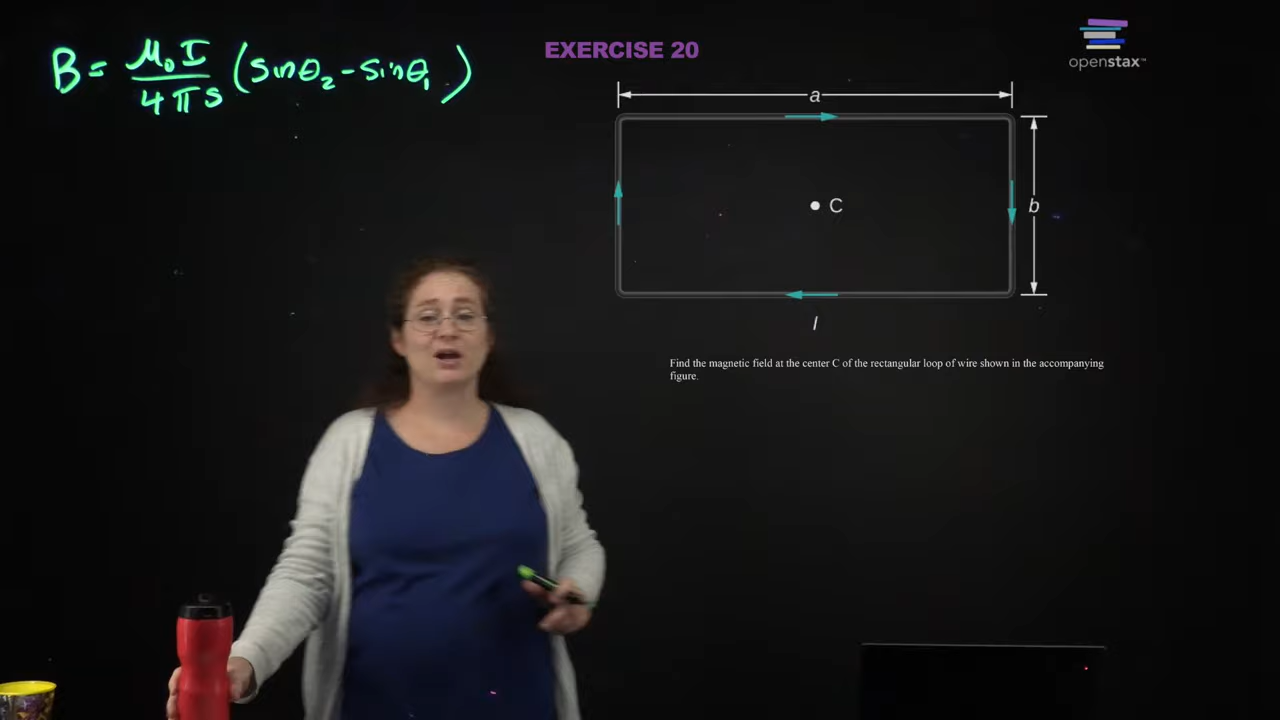 B = μ₀I / 4πs (sinθ₂ - sinθ₁)
EXERCISE 20
openstax™
a
C
b
I
Find the magnetic field at the center C of the rectangular loop of wire shown in the accompanying
figure.